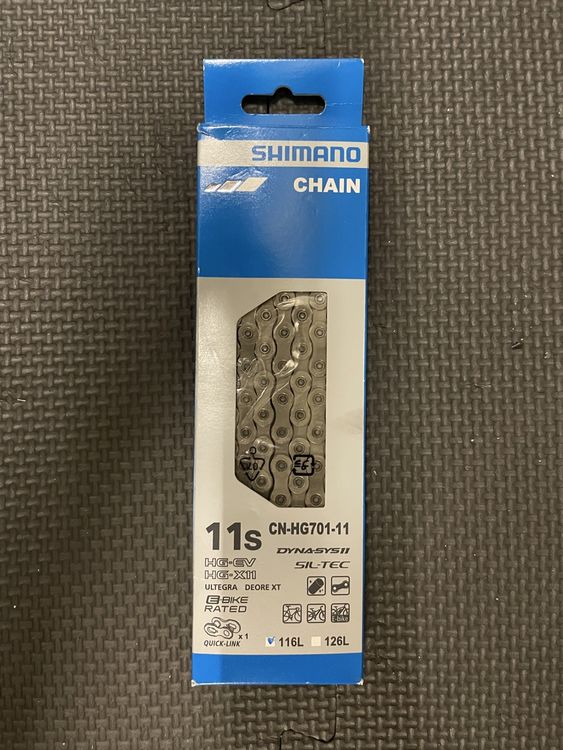 SHIMANO
CHAIN
11s CN-HG701-11
DYNA-SYS11
HG-EV SIL-TEC
HG-X11
ULTEGRA DEORE XT
E-BIKE
RATED
E-bike
x1
QUICK-LINK
116L 126L